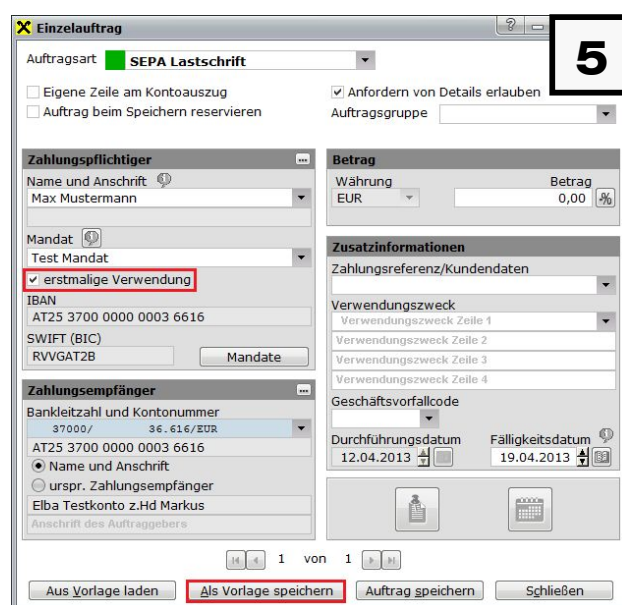 Einzelauftrag
5
Auftragsart SEPA Lastschrift
Eigene Zeile am Kontoauszug
Anfordern von Details erlauben
Auftrag beim Speichern reservieren
Auftragsgruppe
Zahlungspflichtiger
Name und Anschrift
Max Mustermann
Mandat
Test Mandat
erstmalige Verwendung
IBAN
AT25 3700 0000 0003 6616
SWIFT (BIC)
RVVGAT2B Mandate
Zahlungsempfänger
Bankleitzahl und Kontonummer
37000/ 36.616/EUR
AT25 3700 0000 0003 6616
Name und Anschrift
urspr. Zahlungsempfänger
Elba Testkonto z.Hd Markus
Anschrift des Auftraggebers
Betrag
Währung Betrag
EUR 0,00 %
Zusatzinformationen
Zahlungsreferenz/Kundendaten
Verwendungszweck
Verwendungszweck Zeile 1
Verwendungszweck Zeile 2
Verwendungszweck Zeile 3
Verwendungszweck Zeile 4
Geschäftsvorfallcode
Durchführungsdatum Fälligkeitsdatum
12.04.2013 19.04.2013
1 von 1
Aus Vorlage laden Als Vorlage speichern Auftrag speichern Schließen